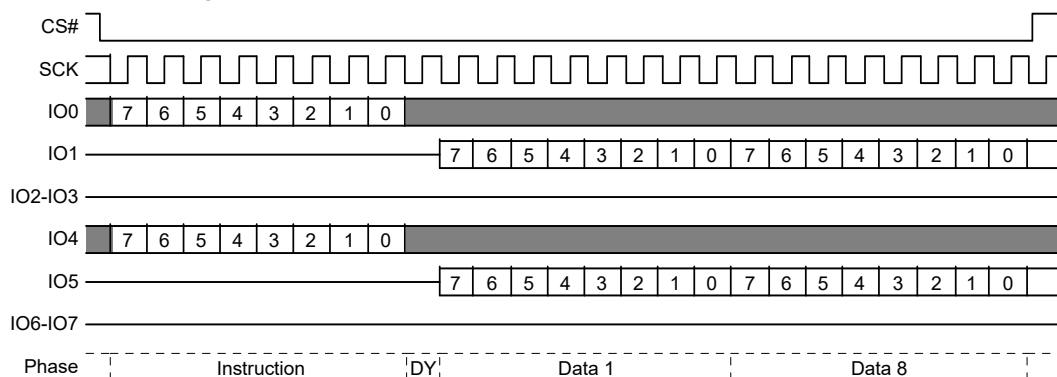 CS#
SCK
IO0 7 6 5 4 3 2 1 0
IO1 7 6 5 4 3 2 1 0 7 6 5 4 3 2 1 0
IO2-IO3
IO4 7 6 5 4 3 2 1 0
IO5 7 6 5 4 3 2 1 0 7 6 5 4 3 2 1 0
IO6-IO7
Phase Instruction DY Data 1 Data 8